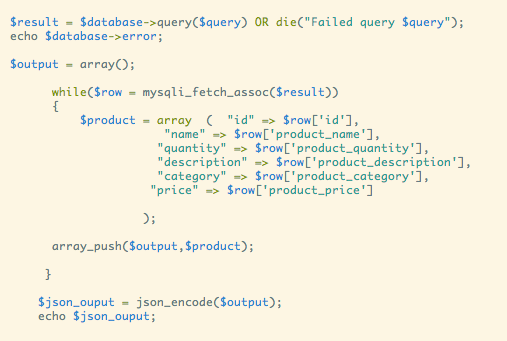 $result = $database->query($query) OR die("Failed query $query");
echo $database->error;
$output = array();
while($row = mysqli_fetch_assoc($result))
{
$product = array ( "id" => $row['id'],
"name" => $row['product_name'],
"quantity" => $row['product_quantity'],
"description" => $row['product_description'],
"category" => $row['product_category'],
"price" => $row['product_price']
);
array_push($output,$product);
}
$json_ouput = json_encode($output);
echo $json_ouput;